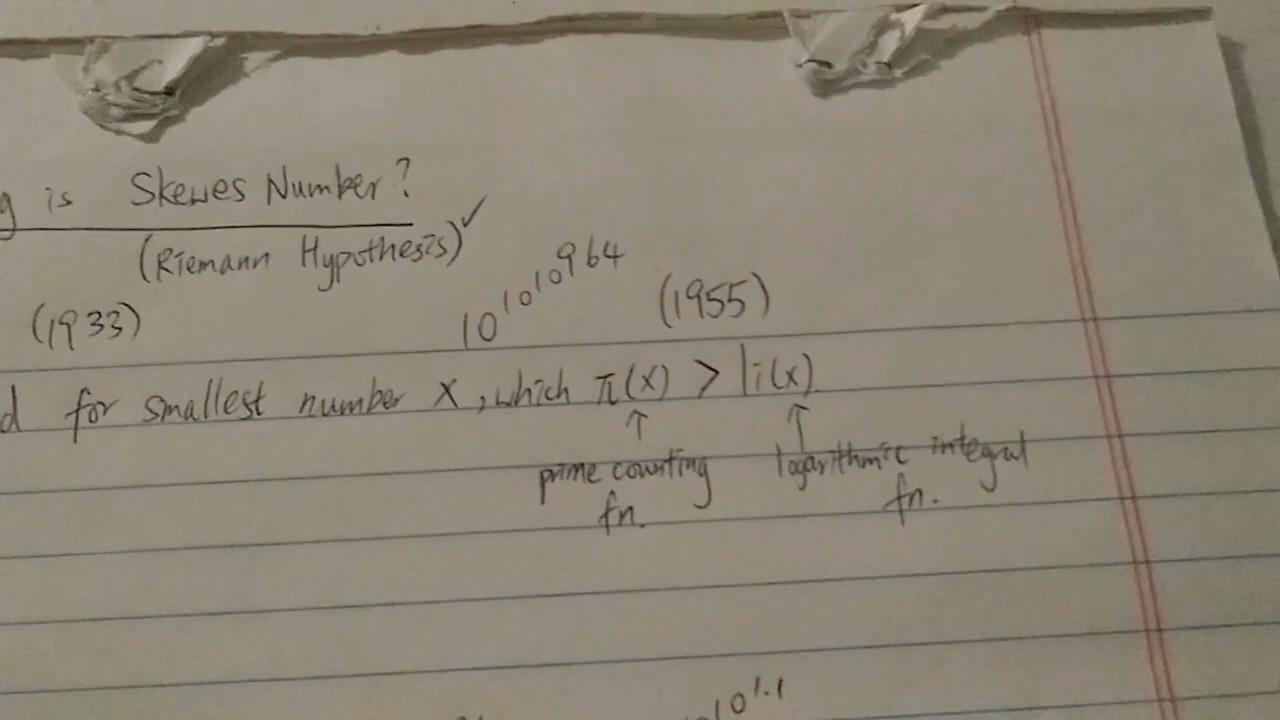 g is Skewes Number?
(Riemann Hypothesis)✓
(1933) 10^10^10^964 (1955)
d for smallest number x, which π(x) > li(x)
↑ ↑
prime counting logarithmic integral
fn. fn.
10^1.1